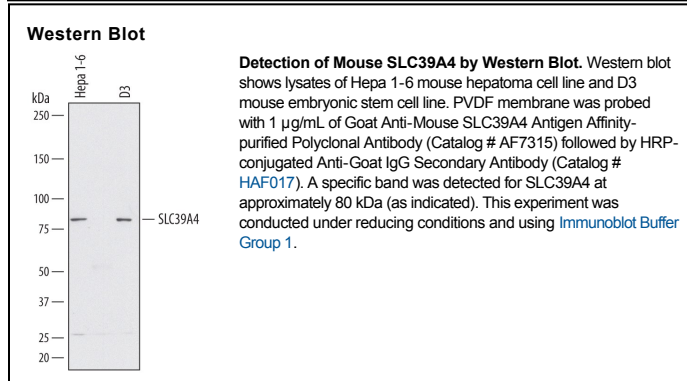 Western Blot
Hepa 1-6
D3
kDa
250
150
100
75
50
37
25
20
SLC39A4
Detection of Mouse SLC39A4 by Western Blot. Western blot
shows lysates of Hepa 1-6 mouse hepatoma cell line and D3
mouse embryonic stem cell line. PVDF membrane was probed
with 1 µg/mL of Goat Anti-Mouse SLC39A4 Antigen Affinity-
purified Polyclonal Antibody (Catalog # AF7315) followed by HRP-
conjugated Anti-Goat IgG Secondary Antibody (Catalog #
HAF017). A specific band was detected for SLC39A4 at
approximately 80 kDa (as indicated). This experiment was
conducted under reducing conditions and using Immunoblot Buffer
Group 1.